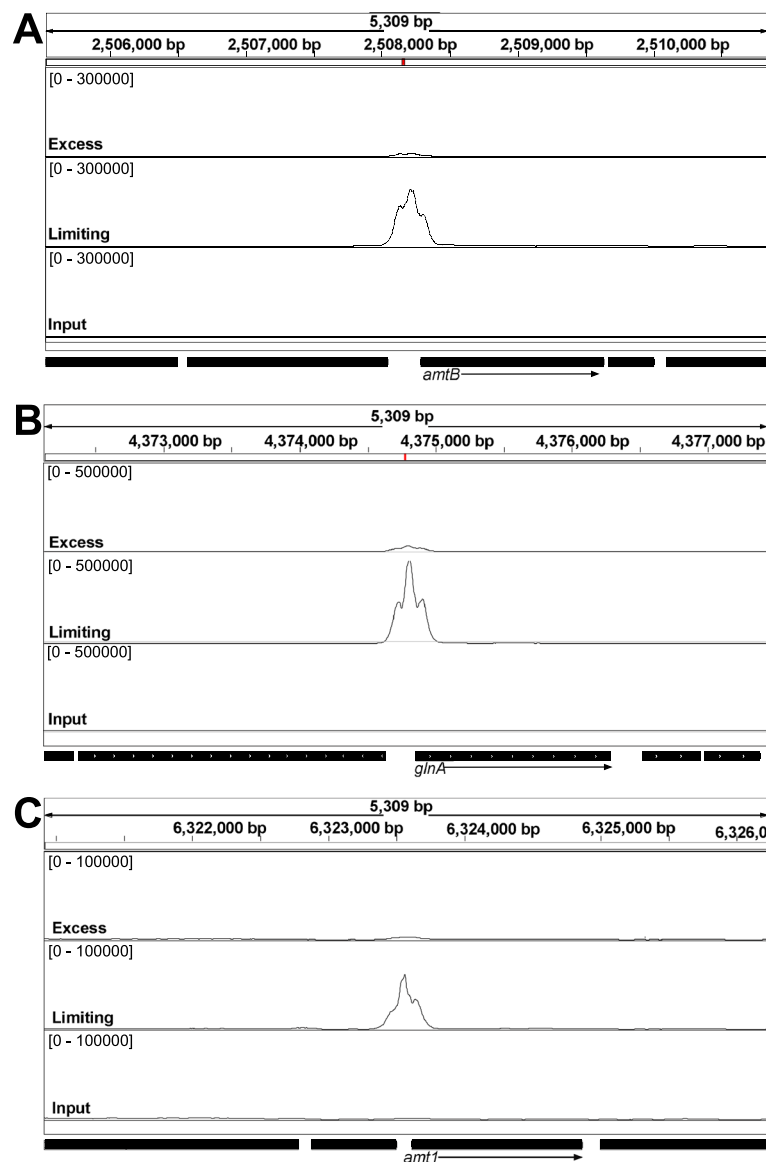 A
5,309 bp
2,506,000 bp 2,507,000 bp 2,508,000 bp 2,509,000 bp 2,510,000 bp
[0 - 300000]
Excess
[0 - 300000]
Limiting
[0 - 300000]
Input
amtB
B
5,309 bp
4,373,000 bp 4,374,000 bp 4,375,000 bp 4,376,000 bp 4,377,000 bp
[0 - 500000]
Excess
[0 - 500000]
Limiting
[0 - 500000]
Input
glnA
C
5,309 bp
6,322,000 bp 6,323,000 bp 6,324,000 bp 6,325,000 bp 6,326,0
[0 - 100000]
Excess
[0 - 100000]
Limiting
[0 - 100000]
Input
amt1